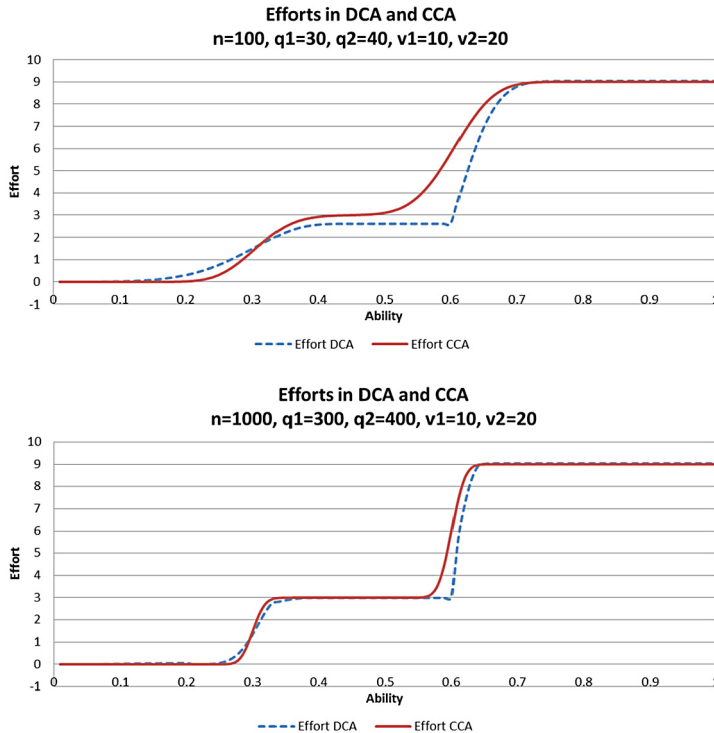 Efforts in DCA and CCA
n=100, q1=30, q2=40, v1=10, v2=20
10
9
8
7
6
5
4
3
2
1
0
-1
Effort
0 0.1 0.2 0.3 0.4 0.5 0.6 0.7 0.8 0.9 1
Ability
Effort DCA Effort CCA
Efforts in DCA and CCA
n=1000, q1=300, q2=400, v1=10, v2=20
10
9
8
7
6
5
4
3
2
1
0
-1
Effort
0 0.1 0.2 0.3 0.4 0.5 0.6 0.7 0.8 0.9 1
Ability
Effort DCA Effort CCA